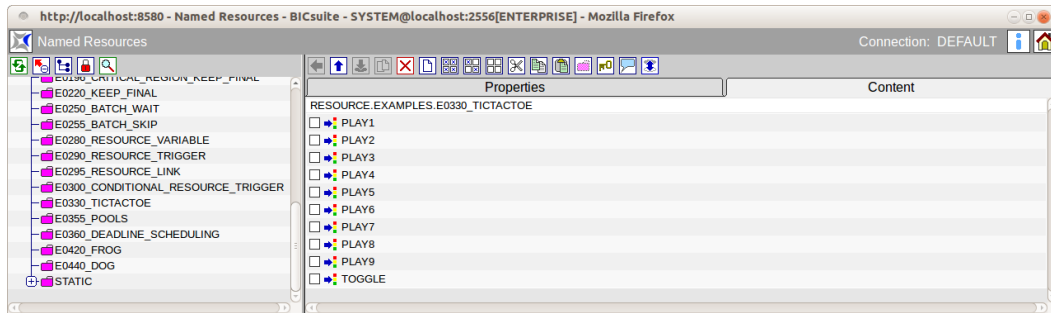 http://localhost:8580 - Named Resources - BICsuite - SYSTEM@localhost:2556[ENTERPRISE] - Mozilla Firefox
Named Resources
Connection: DEFAULT
E0196_CRITICAL_REGION_KEEP_FINAL
E0220_KEEP_FINAL
E0250_BATCH_WAIT
E0255_BATCH_SKIP
E0280_RESOURCE_VARIABLE
E0290_RESOURCE_TRIGGER
E0295_RESOURCE_LINK
E0300_CONDITIONAL_RESOURCE_TRIGGER
E0330_TICTACTOE
E0355_POOLS
E0360_DEADLINE_SCHEDULING
E0420_FROG
E0440_DOG
STATIC
Properties
Content
RESOURCE.EXAMPLES.E0330_TICTACTOE
PLAY1
PLAY2
PLAY3
PLAY4
PLAY5
PLAY6
PLAY7
PLAY8
PLAY9
TOGGLE